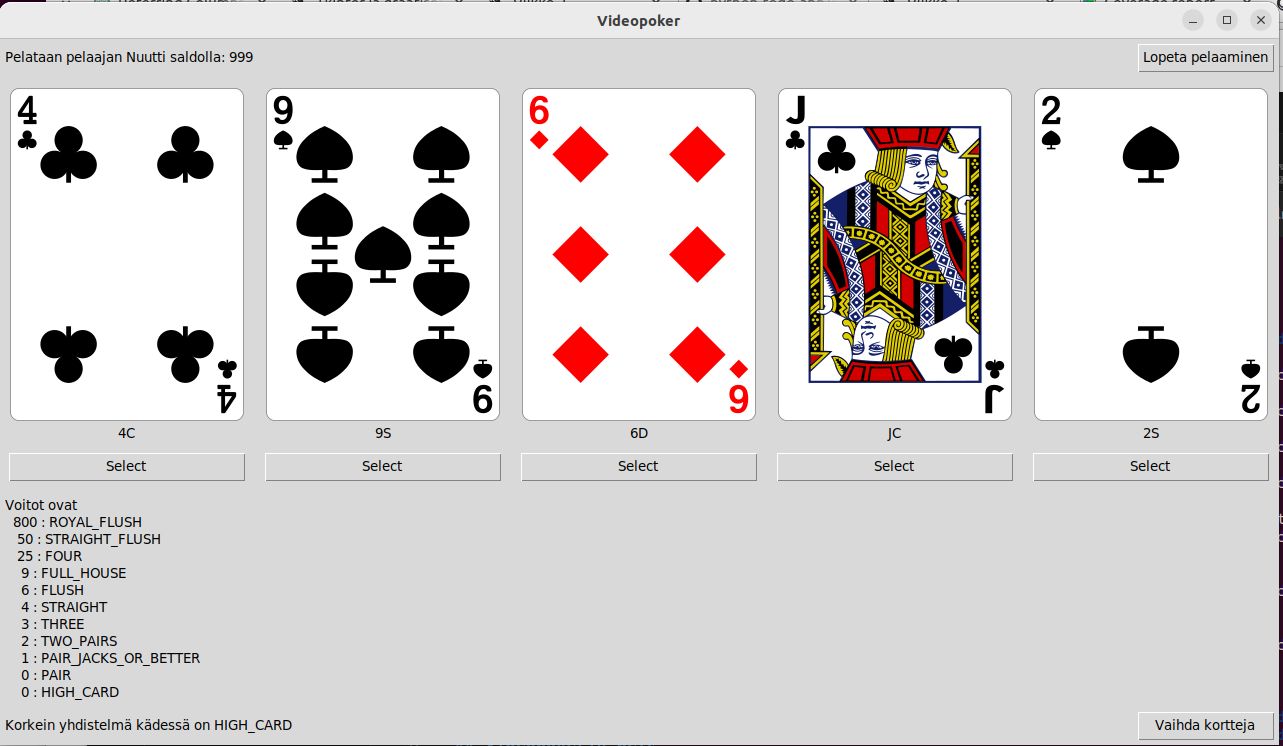 Videopoker
Pelataan pelaajan Nuutti saldolla: 999
Lopeta pelaaminen
4 9 6 J 2
4 9 6 J 2
4C 9S 6D JC 2S
Select Select Select Select Select
Voitot ovat
800 : ROYAL_FLUSH
50 : STRAIGHT_FLUSH
25 : FOUR
9 : FULL_HOUSE
6 : FLUSH
4 : STRAIGHT
3 : THREE
2 : TWO_PAIRS
1 : PAIR_JACKS_OR_BETTER
0 : PAIR
0 : HIGH_CARD
Korkein yhdistelmä kädessä on HIGH_CARD
Vaihda kortteja